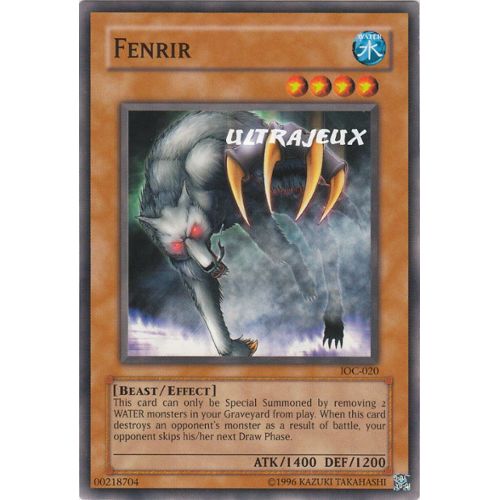 FENRIR
WATER
水
ULTRAJEUX
IOC-020
[BEAST/EFFECT]
This card can only be Special Summoned by removing 2
WATER monsters in your Graveyard from play. When this card
destroys an opponent's monster as a result of battle, your
opponent skips his/her next Draw Phase.
ATK/1400 DEF/1200
00218704
©1996 KAZUKI TAKAHASHI